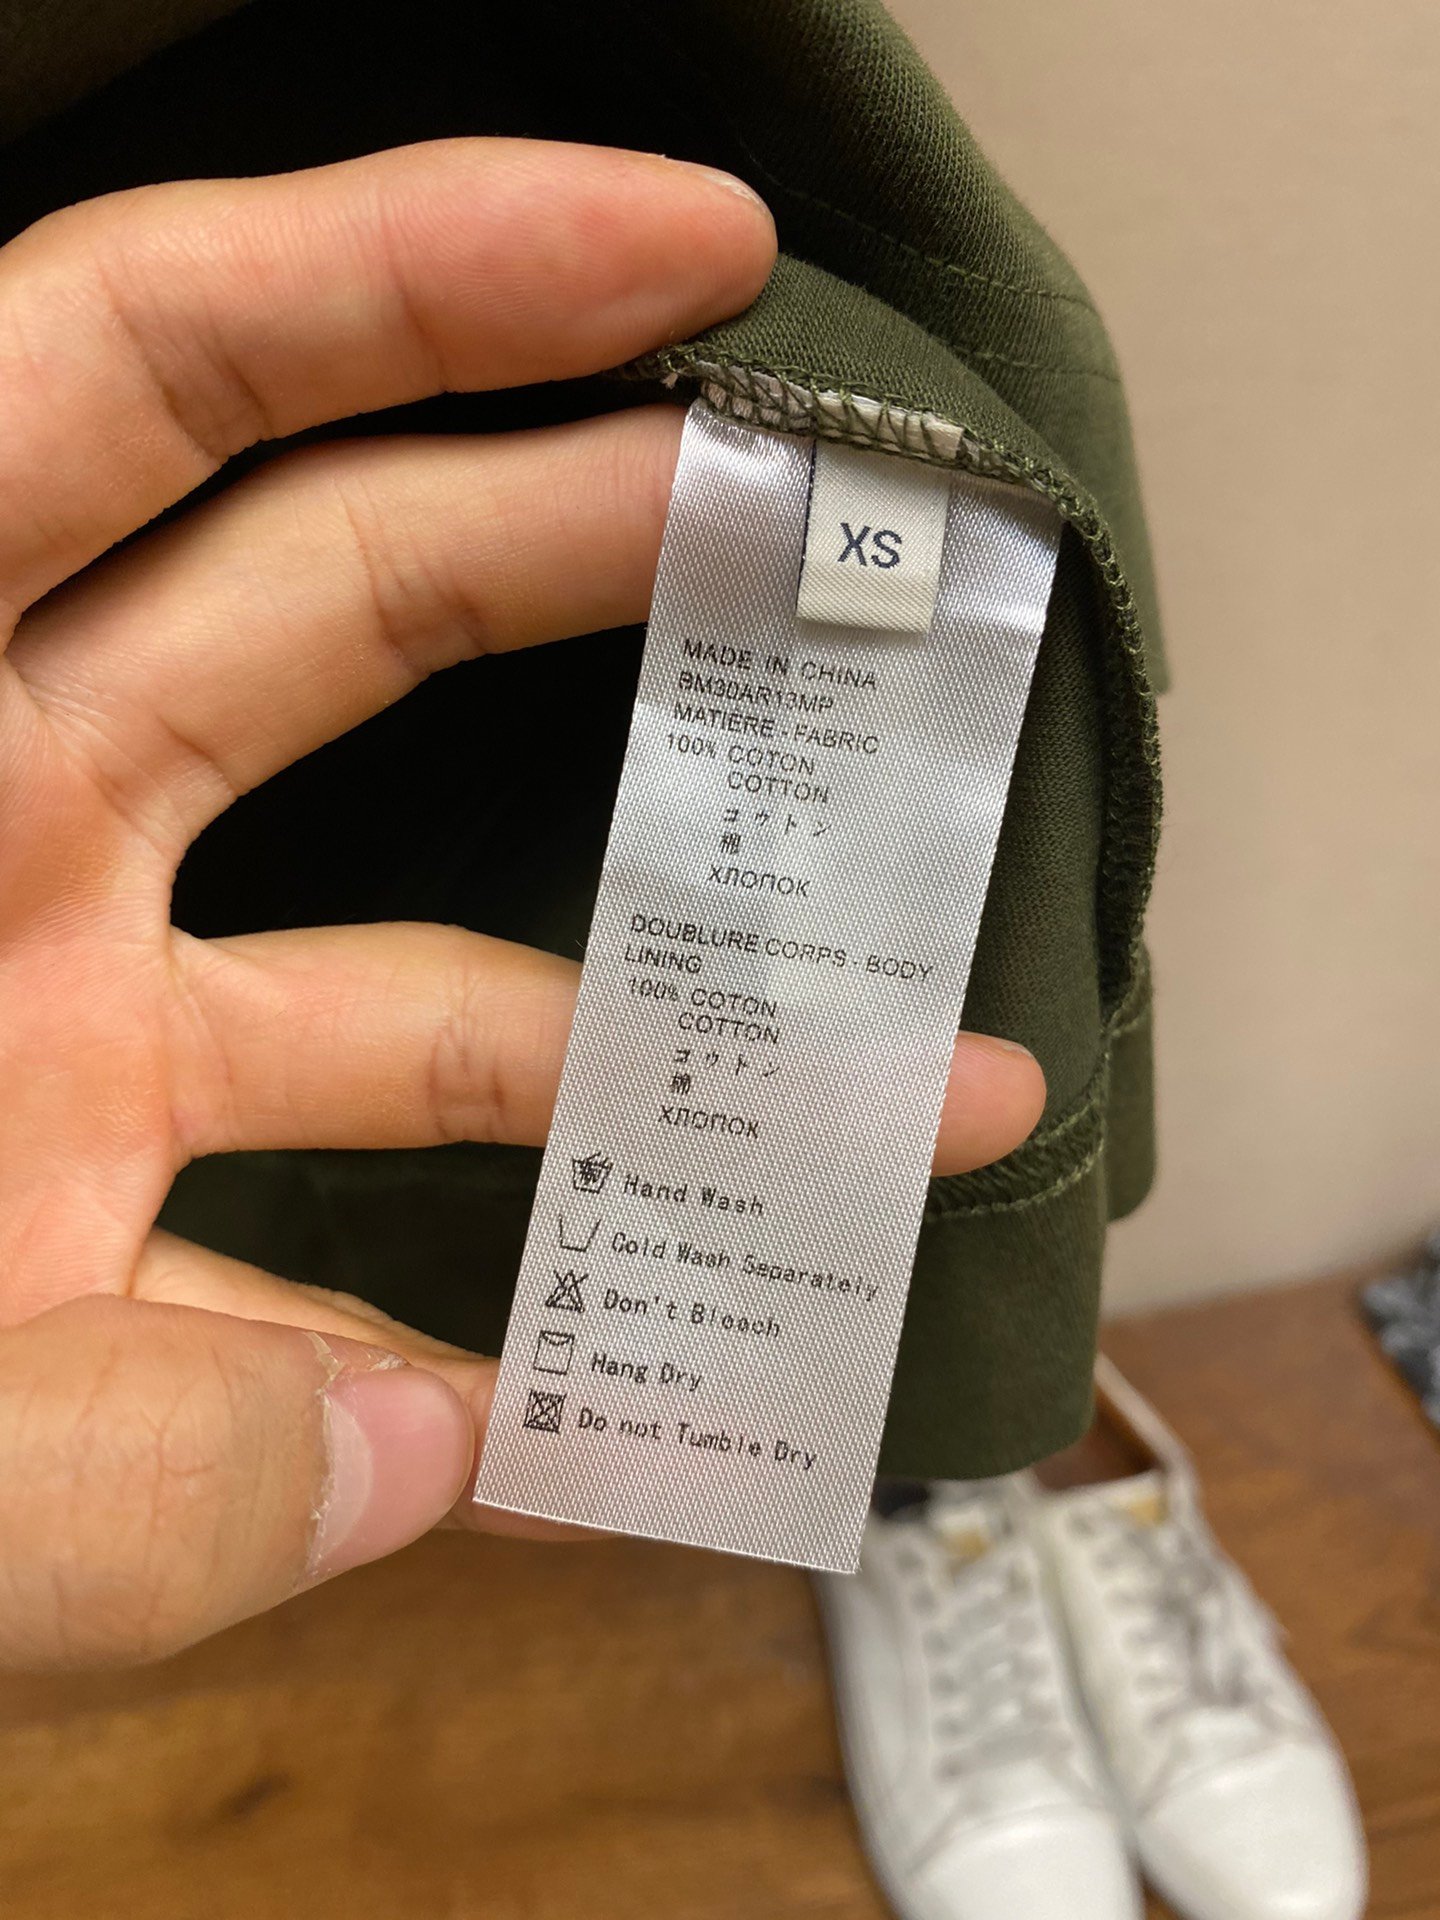 XS
MADE IN CHINA
BM30AR13MP
MATIERE - FABRIC
100% COTON
COTTON
コットン
棉
ХЛОПОК
DOUBLURE CORPS - BODY
LINING
100% COTON
COTTON
コットン
棉
ХЛОПОК
Hand Wash
Cold Wash Separately
Don't Bleach
Hang Dry
Do not Tumble Dry